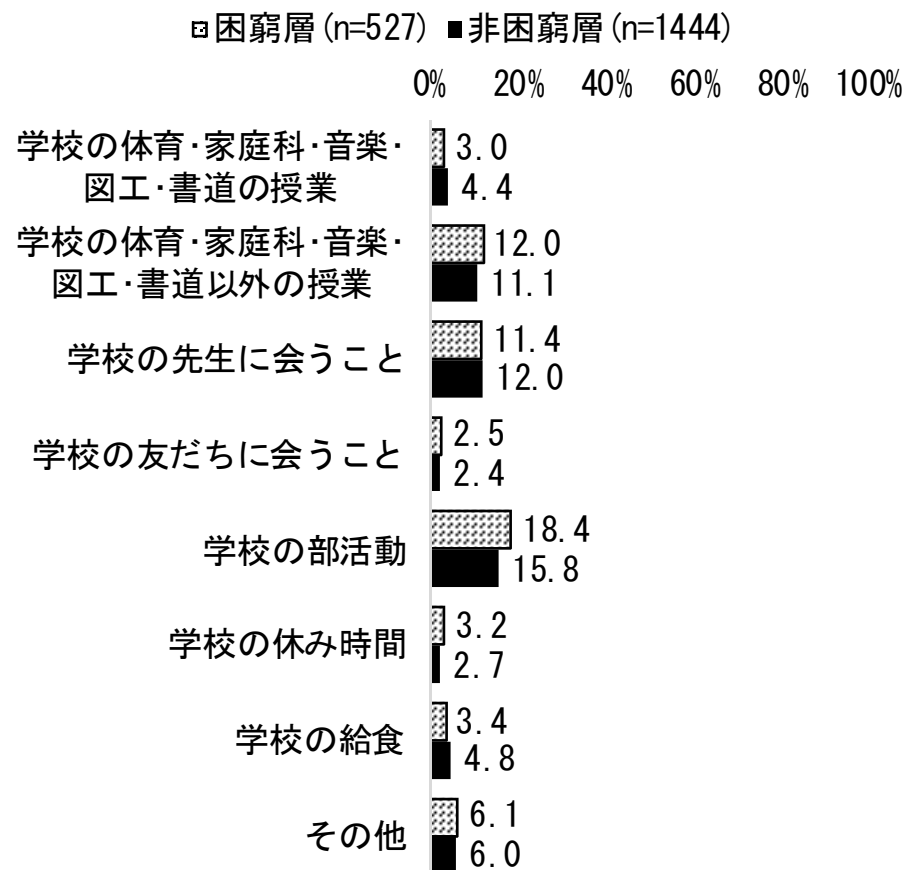 困窮層(n=527) 非困窮層(n=1444)
0% 20% 40% 60% 80% 100%
学校の体育・家庭科・音楽・
図工・書道の授業
3.0
4.4
学校の体育・家庭科・音楽・
図工・書道以外の授業
12.0
11.1
学校の先生に会うこと
11.4
12.0
学校の友だちに会うこと
2.5
2.4
学校の部活動
18.4
15.8
学校の休み時間
3.2
2.7
学校の給食
3.4
4.8
その他
6.1
6.0